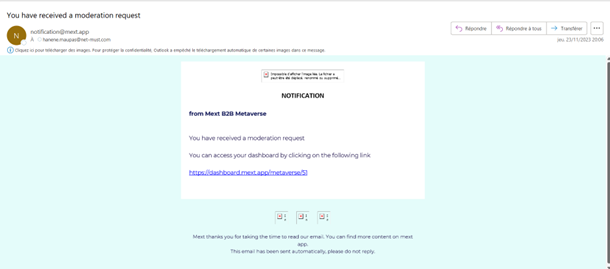 You have received a moderation request
N
notification@mext.app
À hanene.maupas@net-must.com
Répondre
Répondre à tous
Transférer
jeu. 23/11/2023 20:06
Cliquez ici pour télécharger des images. Pour protéger la confidentialité, Outlook a empêché le téléchargement automatique de certaines images dans ce message.
Impossible d'afficher l'image liée. Le fichier a
peut-être été déplacé, renommé ou supprimé.
NOTIFICATION
from Mext B2B Metaverse
You have received a moderation request
You can access your dashboard by clicking on the following link
https://dashboard.mext.app/metaverse/51
Mext thanks you for taking the time to read our email. You can find more content on mext
app.
This email has been sent automatically, please do not reply.